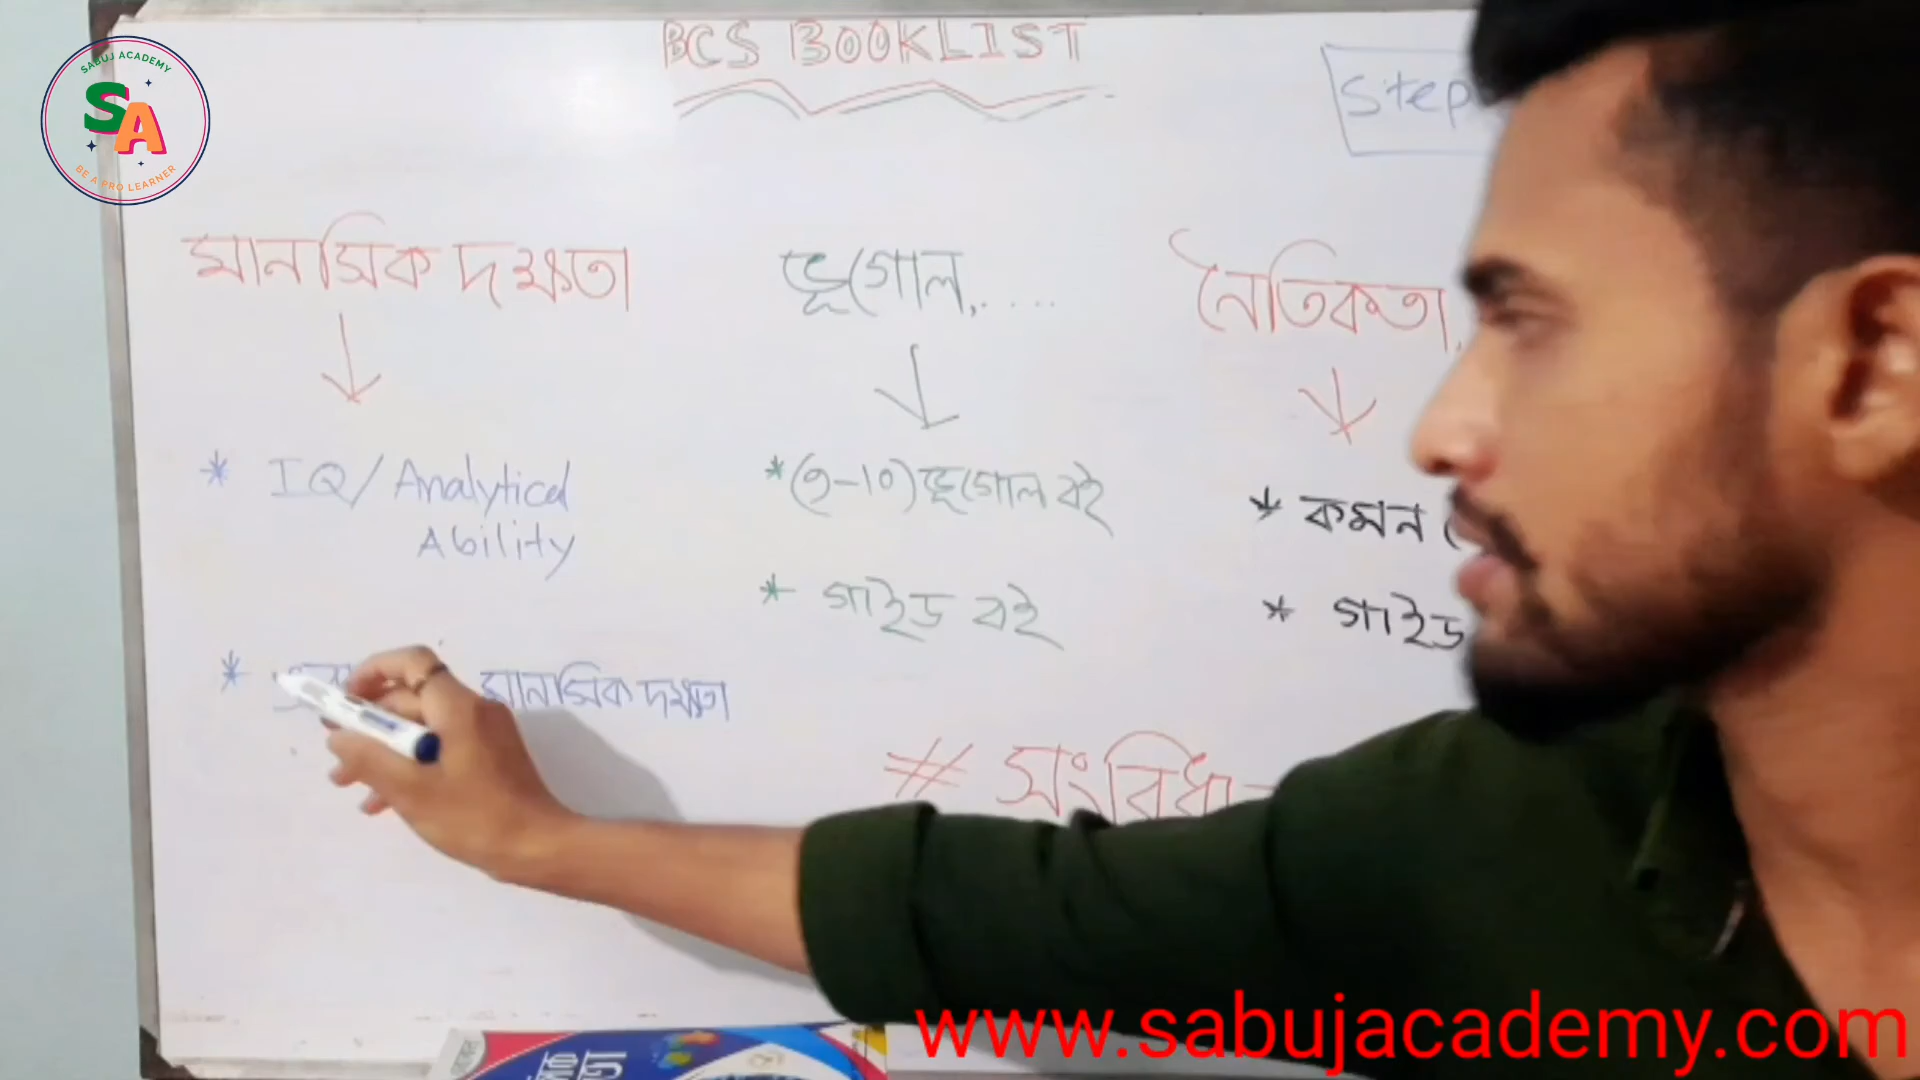 SABUJ ACADEMY
SA
BE A PRO LEARNER
BCS BOOKLIST
Step
মানসিক দক্ষতা
ভূগোল,....
নৈতিকতা,
* IQ/Analytical
Ability
* (৯-১০) ভূগোল বই
* গাইড বই
* কমন
* গাইড
* মানসিক দক্ষতা
# সংবিধা
www.sabujacademy.com